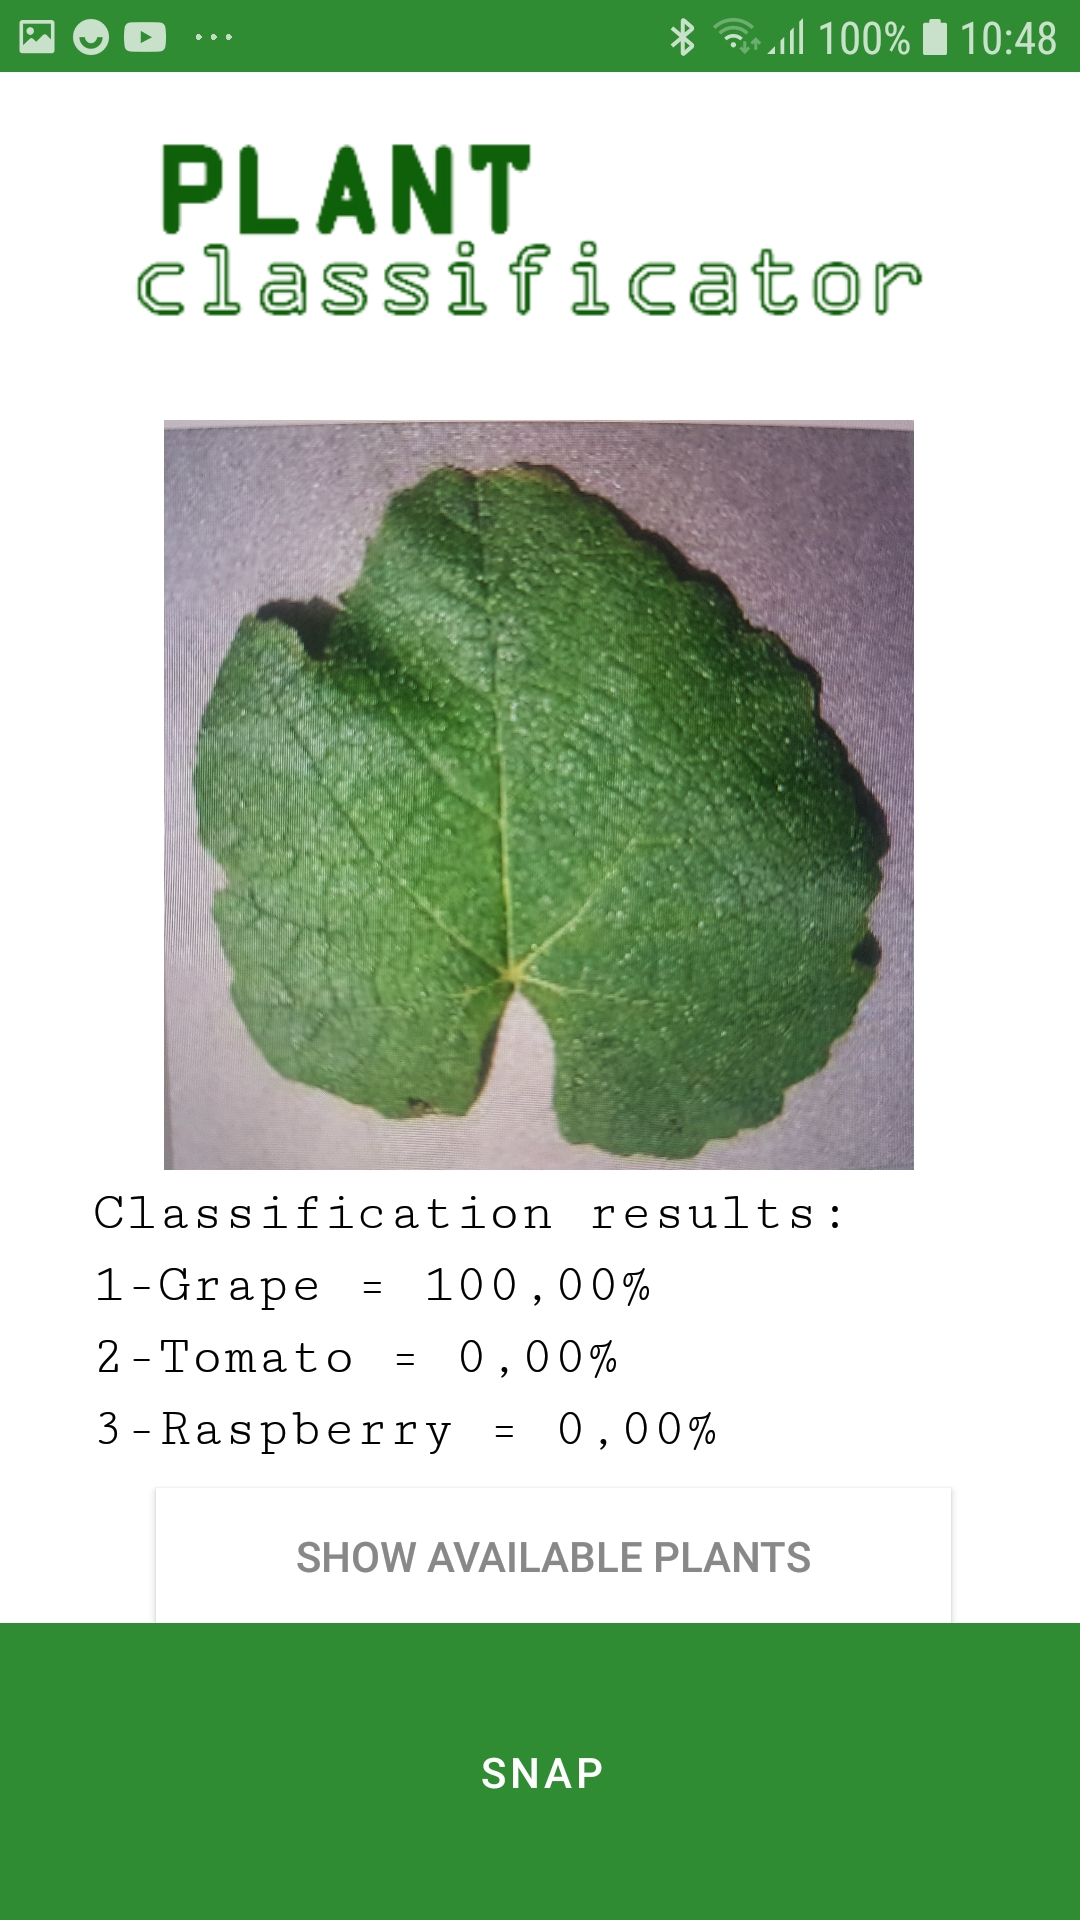 100% 10:48
PLANT
classificator
Classification results:
1-Grape = 100,00%
2-Tomato = 0,00%
3-Raspberry = 0,00%
SHOW AVAILABLE PLANTS
SNAP